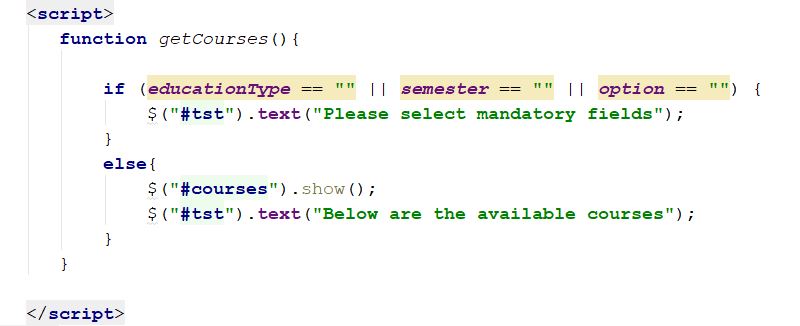 <script>
function getCourses(){
if (educationType == "" || semester == "" || option == "") {
$("#tst").text("Please select mandatory fields");
}
else{
$("#courses").show();
$("#tst").text("Below are the available courses");
}
}
</script>